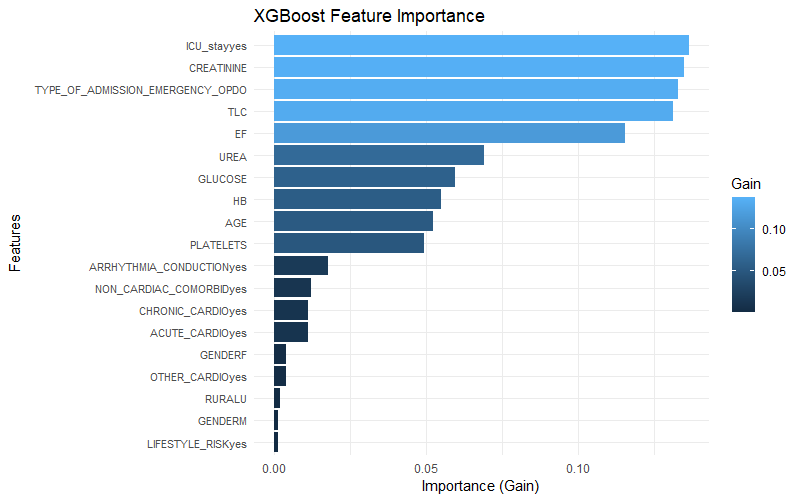 XGBoost Feature Importance
Features
ICU_stayyes
CREATININE
TYPE_OF_ADMISSION_EMERGENCY_OPDO
TLC
EF
UREA
GLUCOSE
HB
AGE
PLATELETS
ARRHYTHMIA_CONDUCTIONyes
NON_CARDIAC_COMORBIDyes
CHRONIC_CARDIOyes
ACUTE_CARDIOyes
GENDERF
OTHER_CARDIOyes
RURALU
GENDERM
LIFESTYLE_RISKyes
0.00 0.05 0.10
Importance (Gain)
Gain
0.10
0.05